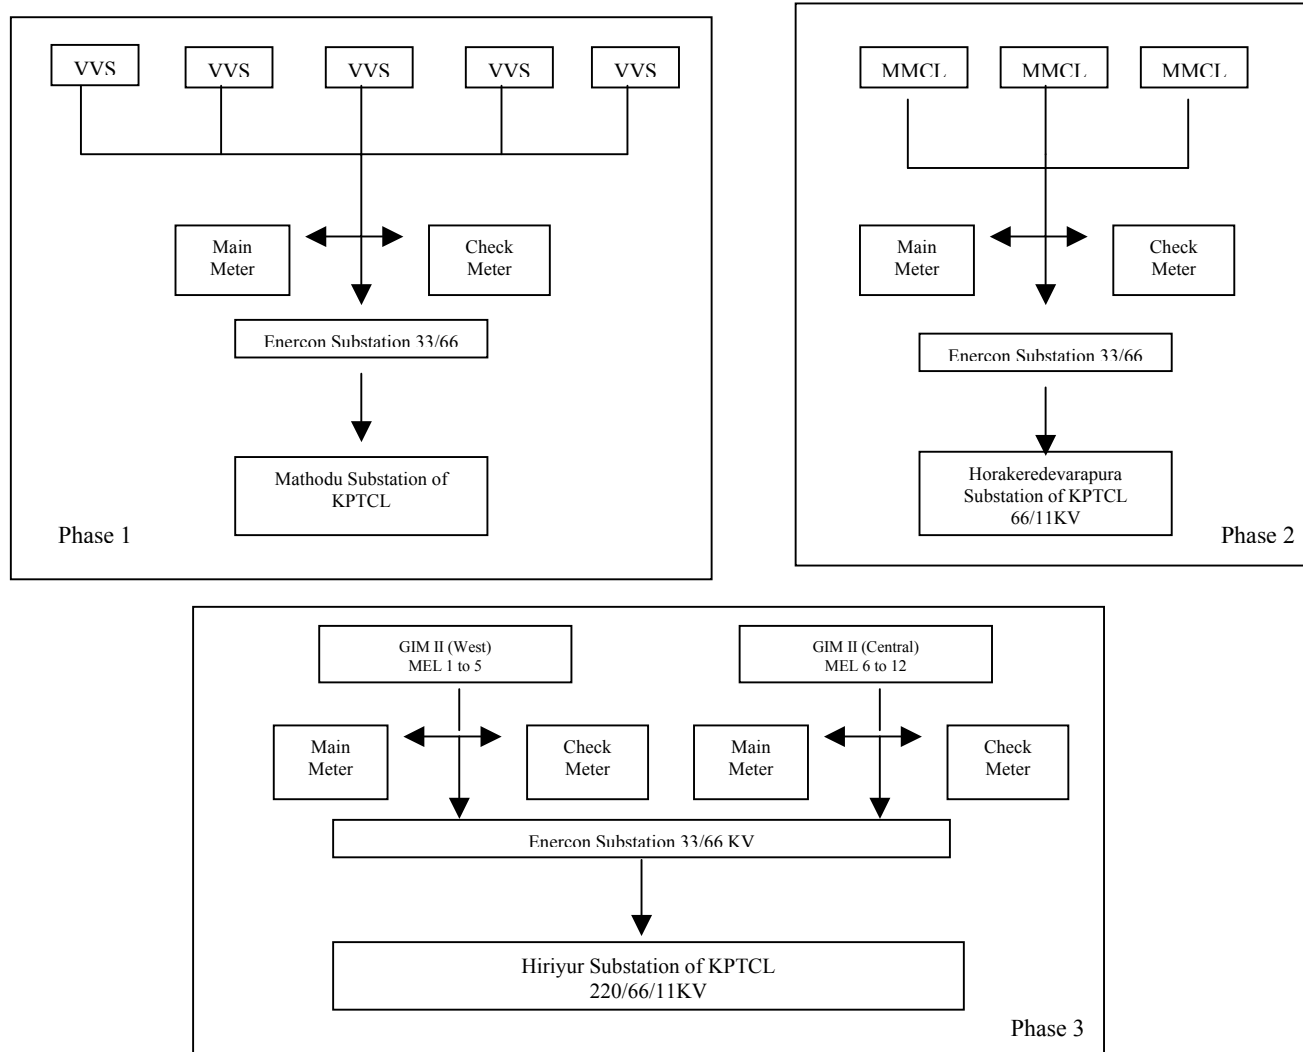 VVS
VVS
VVS
VVS
VVS
Main
Meter
Check
Meter
Enercon Substation 33/66
Mathodu Substation of
KPTCL
Phase 1
MMCL
MMCL
MMCL
Main
Meter
Check
Meter
Enercon Substation 33/66
Horakeredevarapura
Substation of KPTCL
66/11KV
Phase 2
GIM II (West)
MEL 1 to 5
GIM II (Central)
MEL 6 to 12
Main
Meter
Check
Meter
Main
Meter
Check
Meter
Enercon Substation 33/66 KV
Hiriyur Substation of KPTCL
220/66/11KV
Phase 3